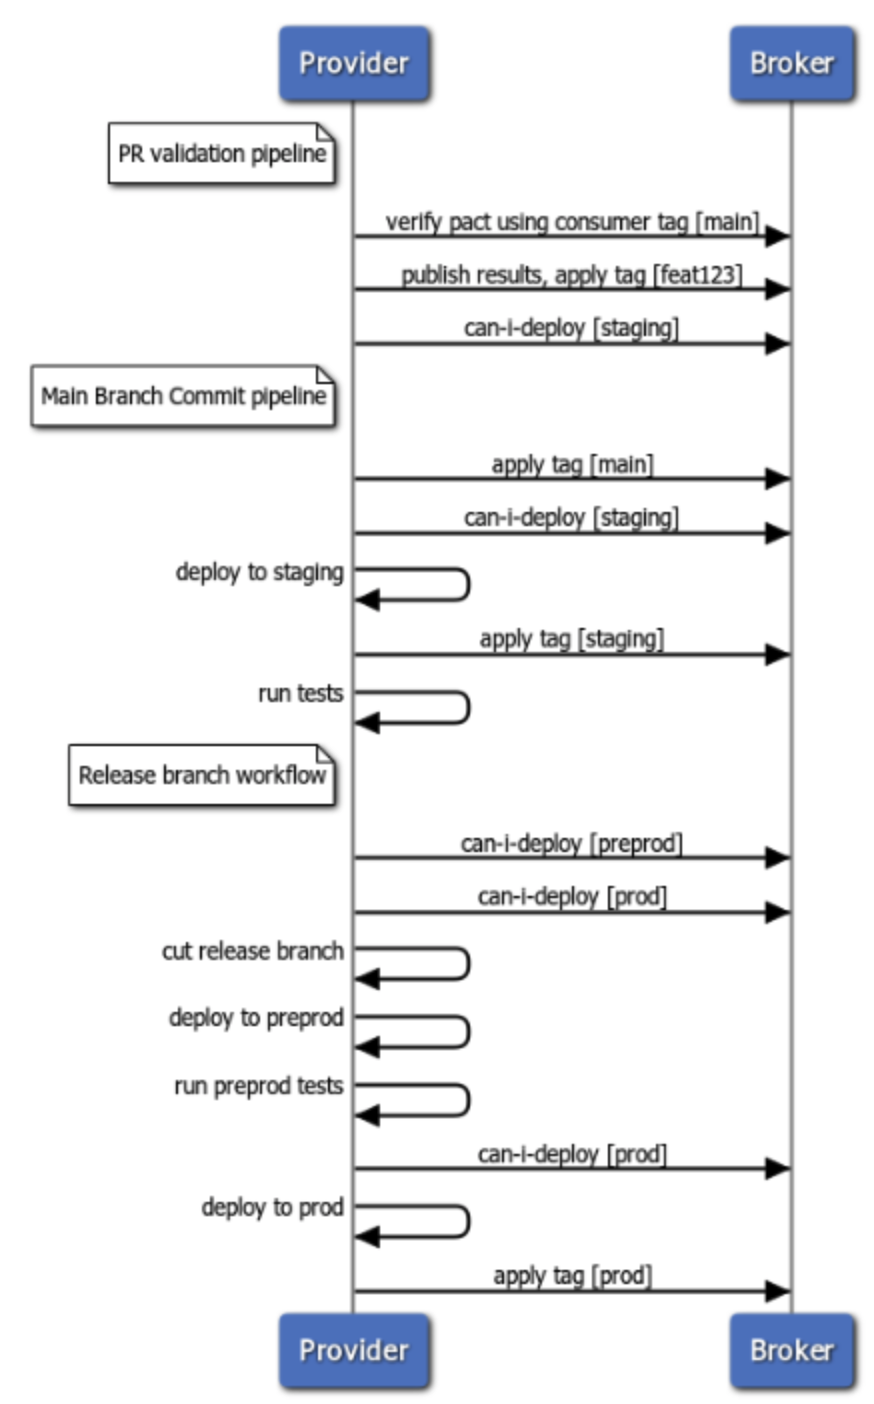 Provider
Broker
PR validation pipeline
verify pact using consumer tag [main]
publish results, apply tag [feat123]
can-i-deploy [staging]
Main Branch Commit pipeline
apply tag [main]
can-i-deploy [staging]
deploy to staging
apply tag [staging]
run tests
Release branch workflow
can-i-deploy [preprod]
can-i-deploy [prod]
cut release branch
deploy to preprod
run preprod tests
can-i-deploy [prod]
deploy to prod
apply tag [prod]
Provider
Broker